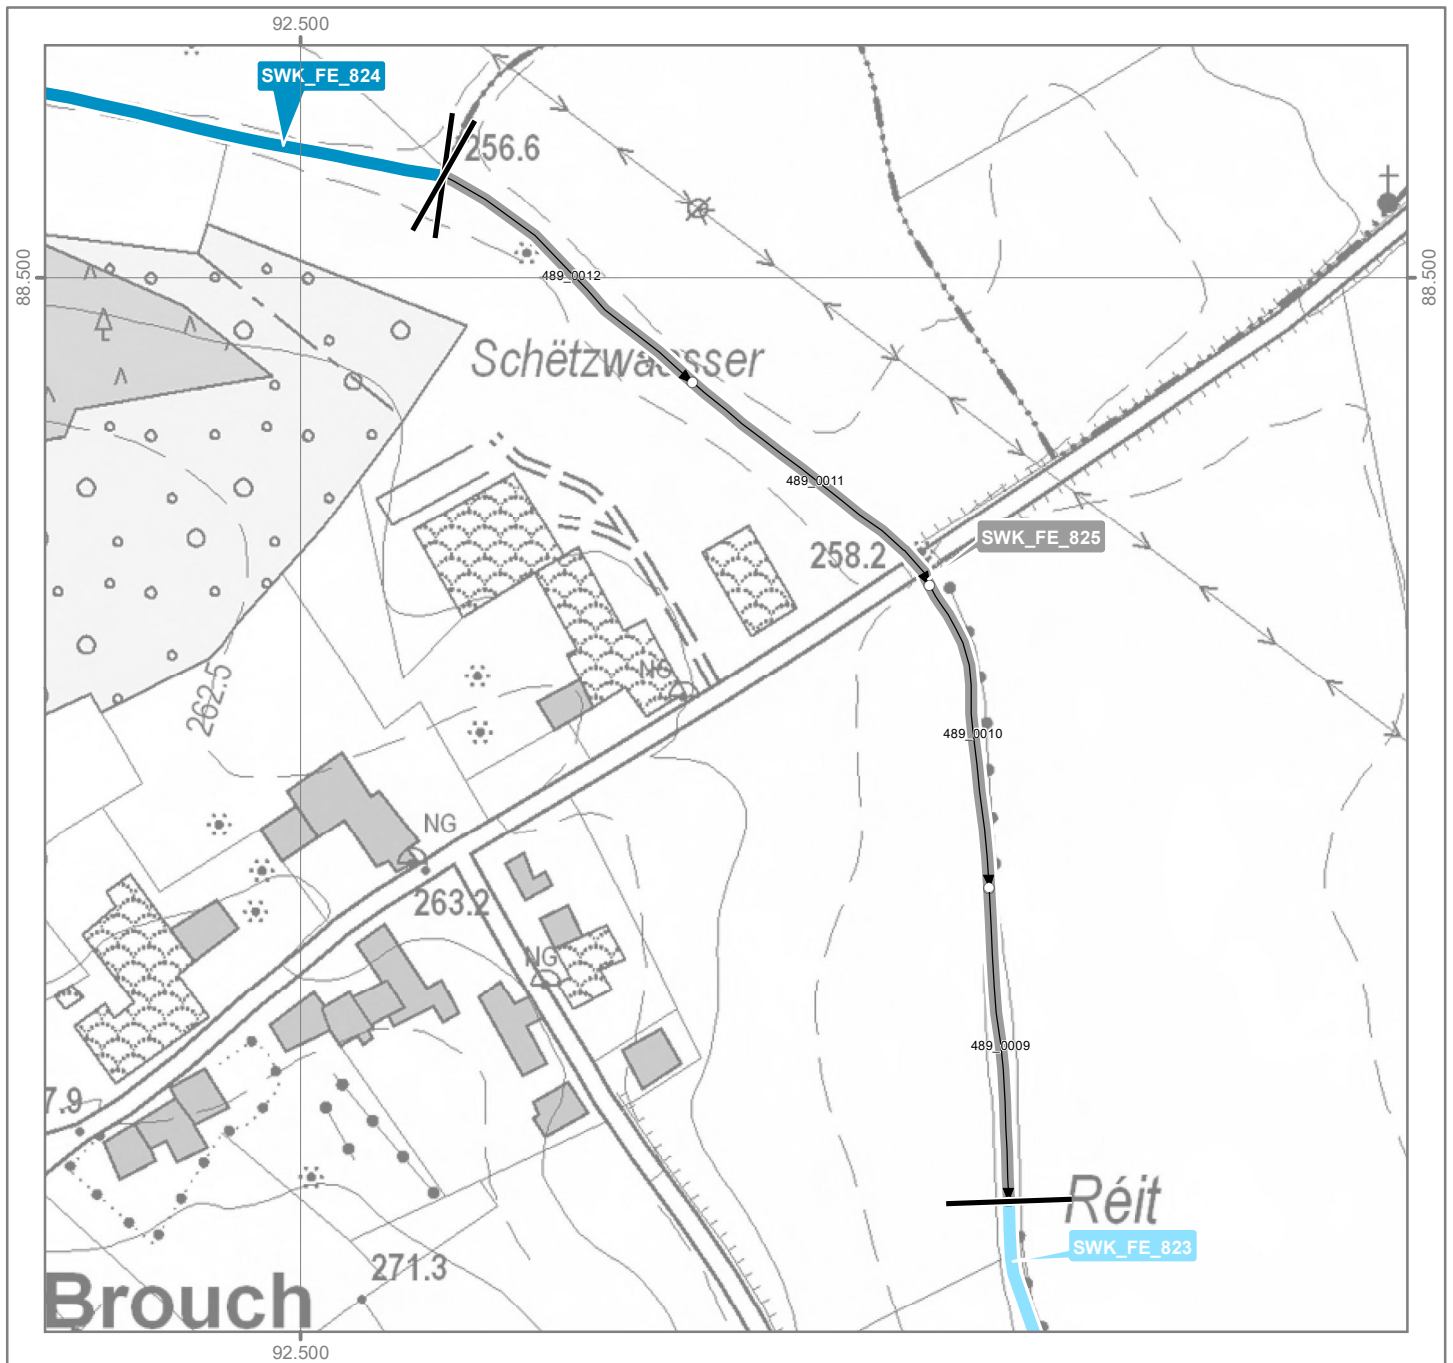 92.500
SWK_FE_824
256.6
88.500
88.500
489_0012
Schëtzwaasser
489_0011
SWK_FE_825
258.2
NG
262.5
489_0010
NG
263.2
NG
489_0009
7.9
Réit
SWK_FE_823
271.3
Brouch
92.500